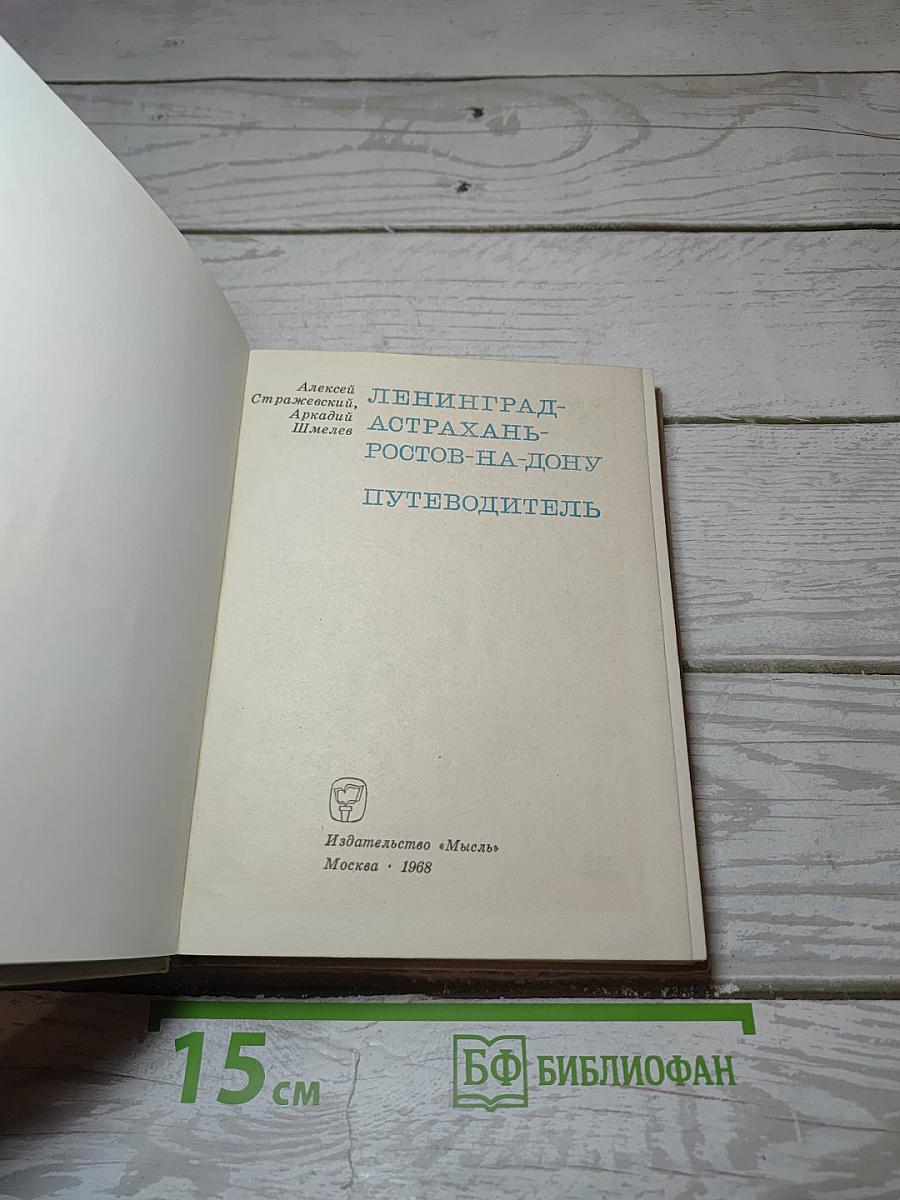 Алексей
Стражевский,
Аркадий
Шмелев
ЛЕНИНГРАД-
АСТРАХАНЬ-
РОСТОВ-НА-ДОНУ
ПУТЕВОДИТЕЛЬ
Издательство «Мысль»
Москва · 1968
15 см
БФ БИБЛИОФАН